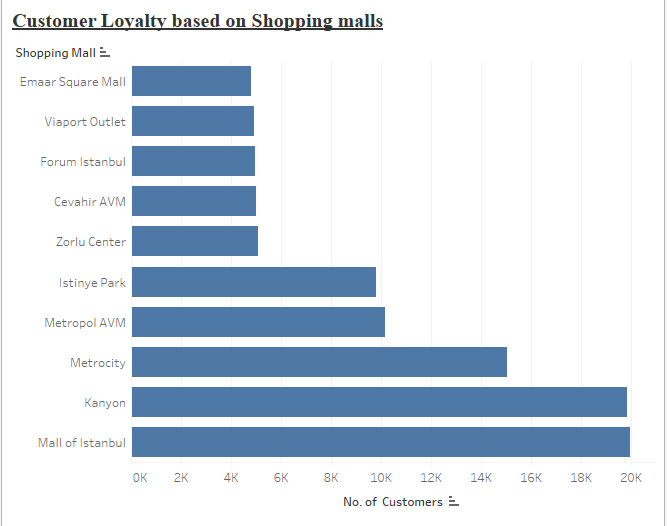 Customer Loyalty based on Shopping malls
Shopping Mall
Emaar Square Mall
Viaport Outlet
Forum Istanbul
Cevahir AVM
Zorlu Center
Istinye Park
Metropol AVM
Metrocity
Kanyon
Mall of Istanbul
0K 2K 4K 6K 8K 10K 12K 14K 16K 18K 20K
No. of Customers